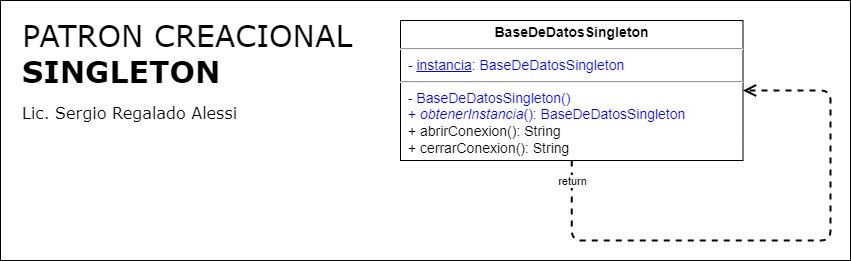 PATRON CREACIONAL
SINGLETON
Lic. Sergio Regalado Alessi
BaseDeDatosSingleton
- instancia: BaseDeDatosSingleton
- BaseDeDatosSingleton()
+ obtenerInstancia(): BaseDeDatosSingleton
+ abrirConexion(): String
+ cerrarConexion(): String
return